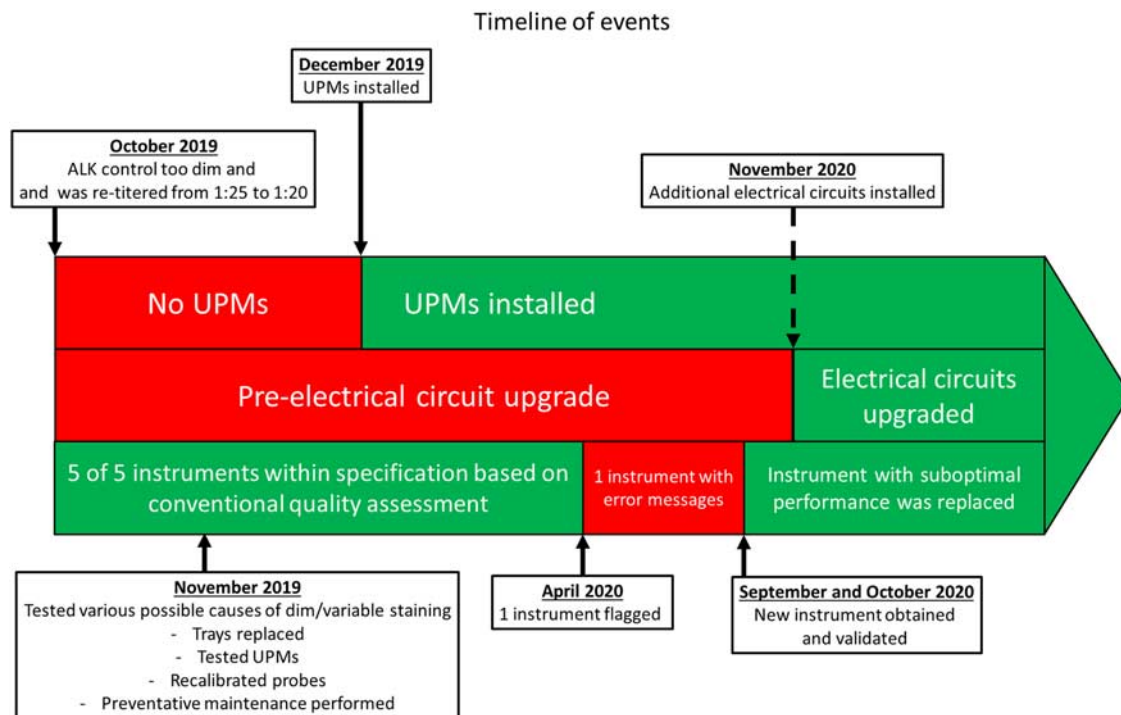 Timeline of events
December 2019
UPMs installed
October 2019
ALK control too dim and
and was re-titered from 1:25 to 1:20
November 2020
Additional electrical circuits installed
No UPMs
UPMs installed
Pre-electrical circuit upgrade
Electrical circuits
upgraded
5 of 5 instruments within specification based on
conventional quality assessment
1 instrument with
error messages
Instrument with suboptimal
performance was replaced
November 2019
Tested various possible causes of dim/variable staining
- Trays replaced
- Tested UPMs
- Recalibrated probes
- Preventative maintenance performed
April 2020
1 instrument flagged
September and October 2020
New instrument obtained
and validated